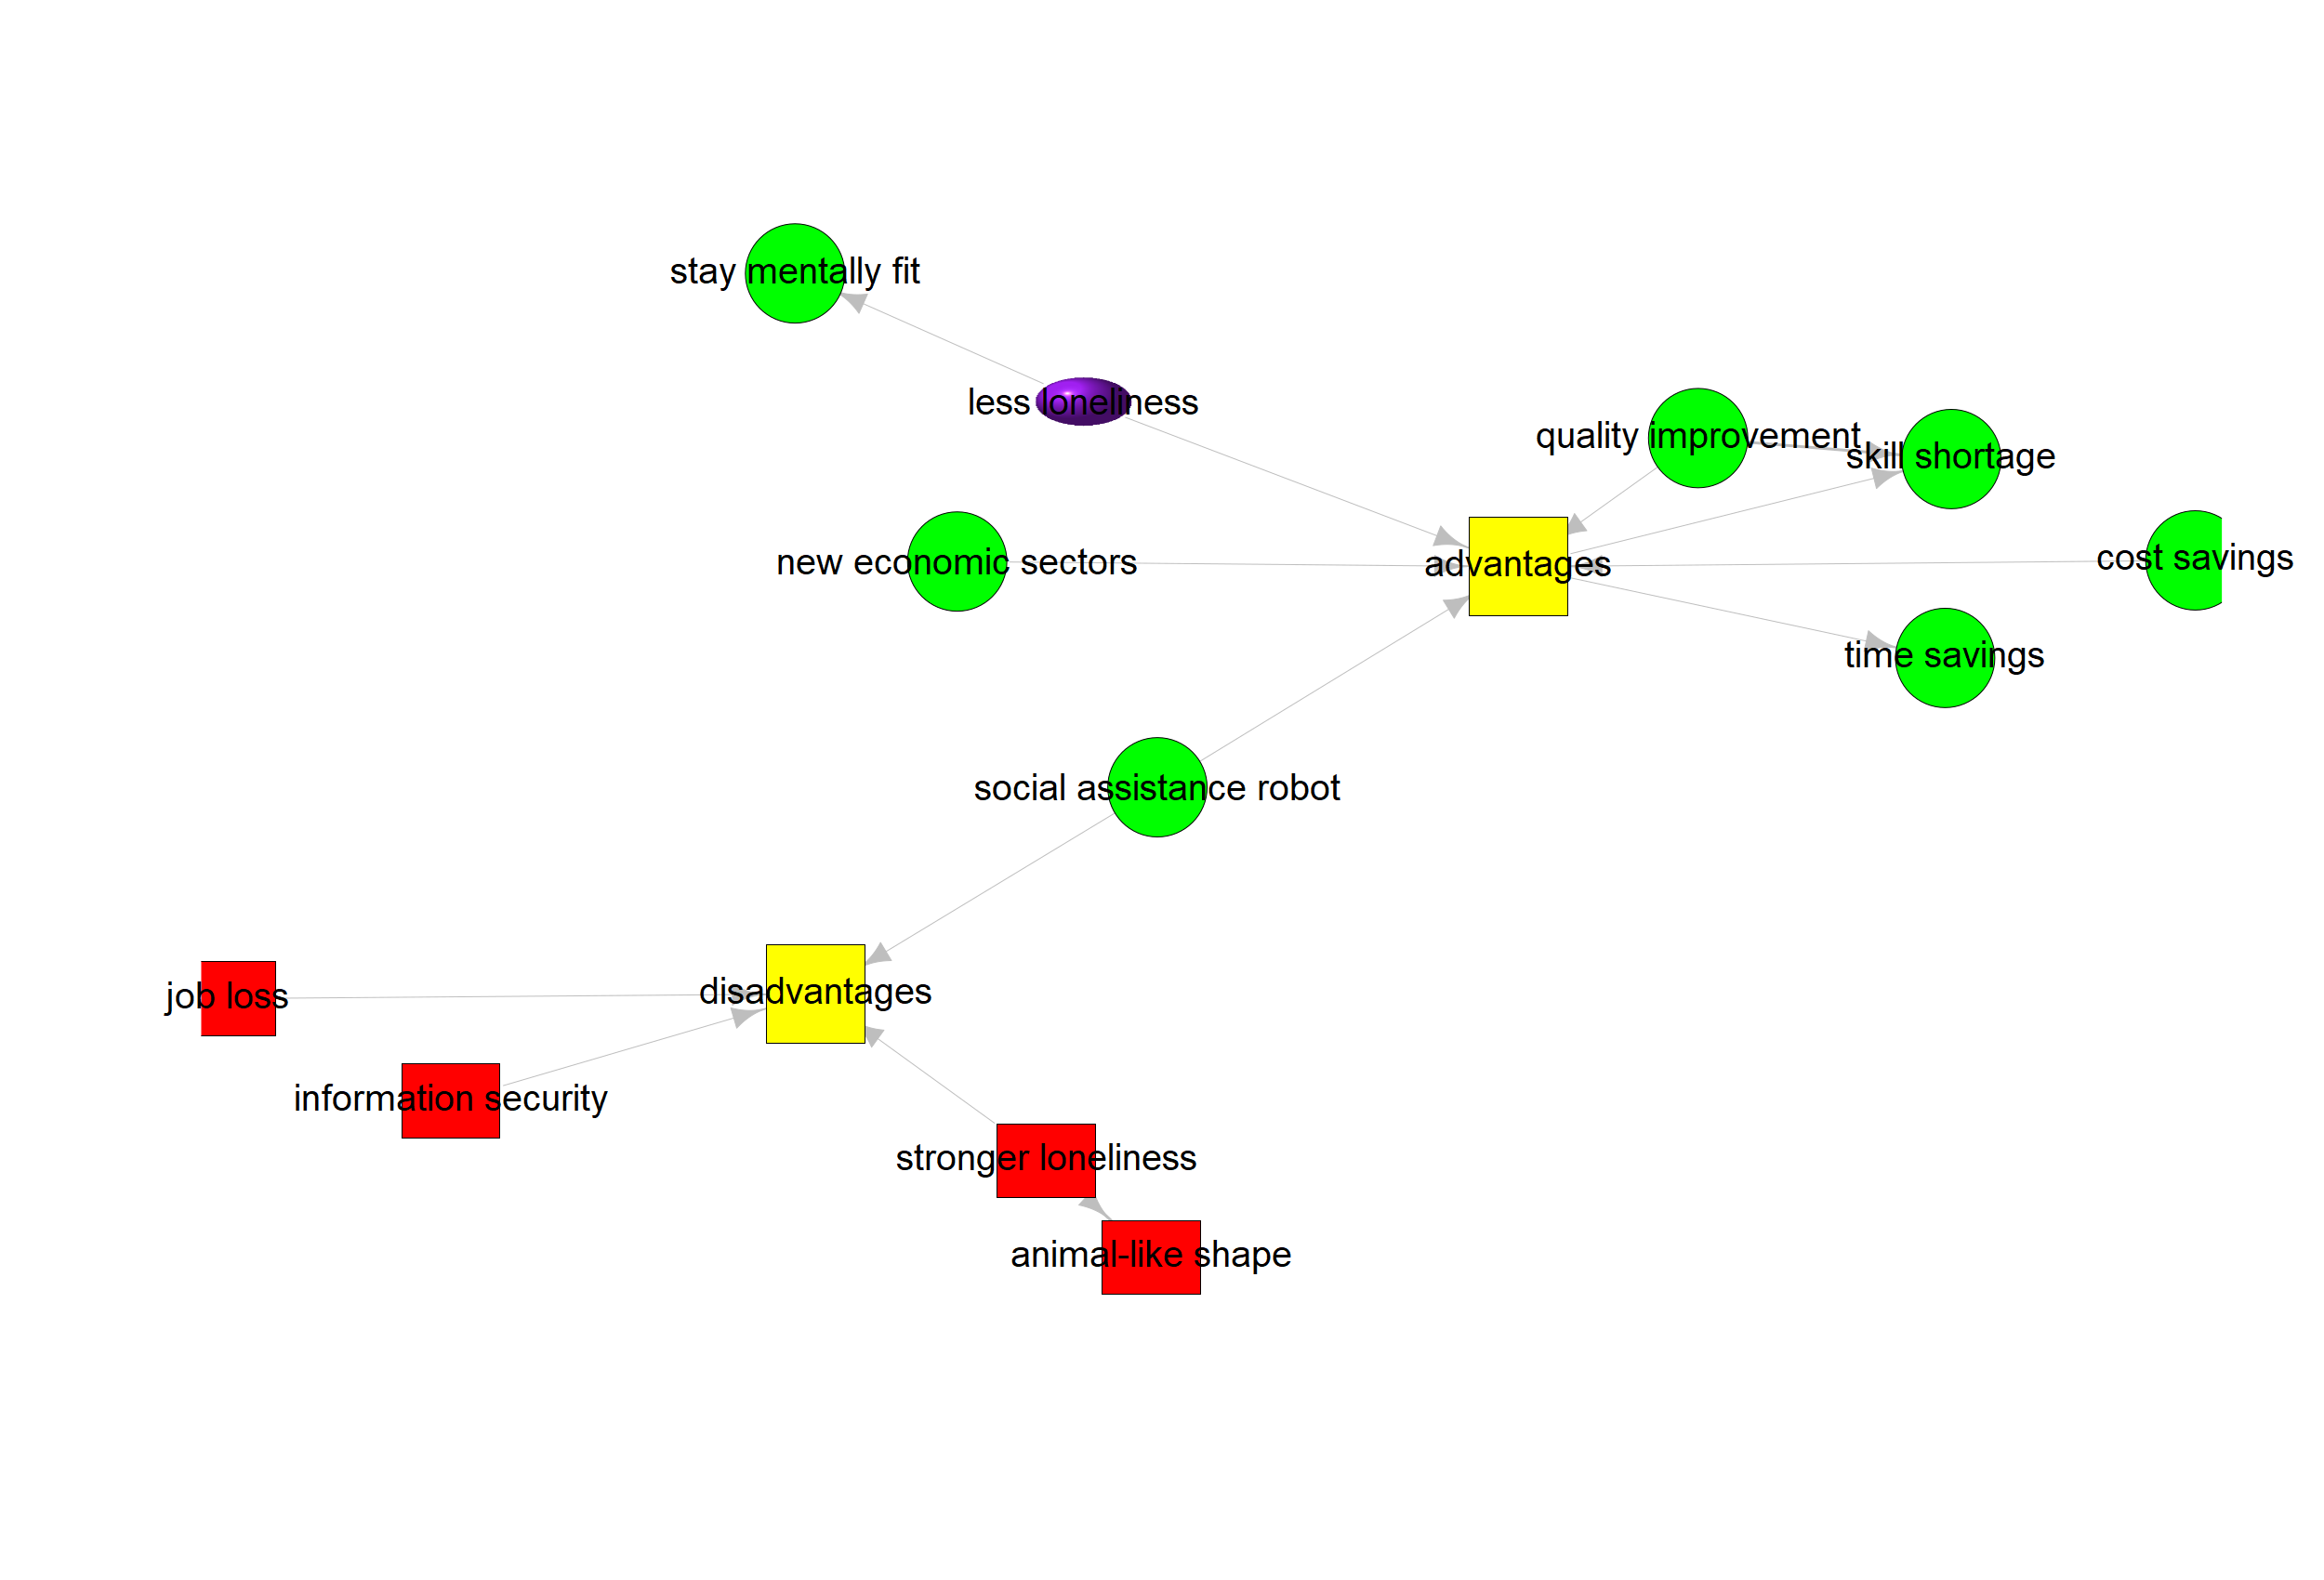 stay mentally fit
less loneliness
quality improvement
skill shortage
new economic sectors
advantages
cost savings
time savings
social assistance robot
job loss
disadvantages
information security
stronger loneliness
animal-like shape